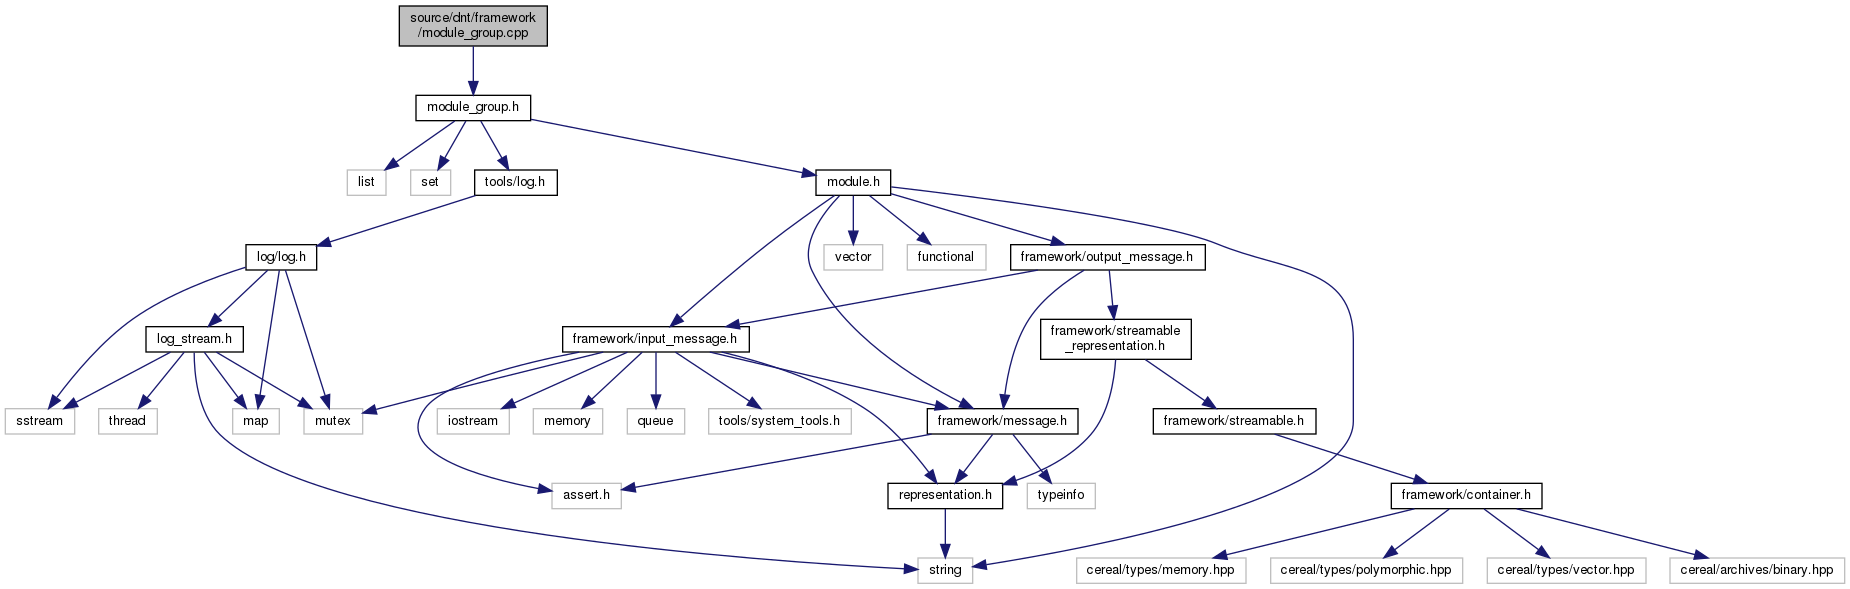 source/dnt/framework
/module_group.cpp
module_group.h
list
set
tools/log.h
module.h
log/log.h
vector
functional
framework/output_message.h
log_stream.h
framework/input_message.h
framework/streamable
_representation.h
sstream
thread
map
mutex
iostream
memory
queue
tools/system_tools.h
framework/message.h
framework/streamable.h
assert.h
representation.h
typeinfo
framework/container.h
string
cereal/types/memory.hpp
cereal/types/polymorphic.hpp
cereal/types/vector.hpp
cereal/archives/binary.hpp